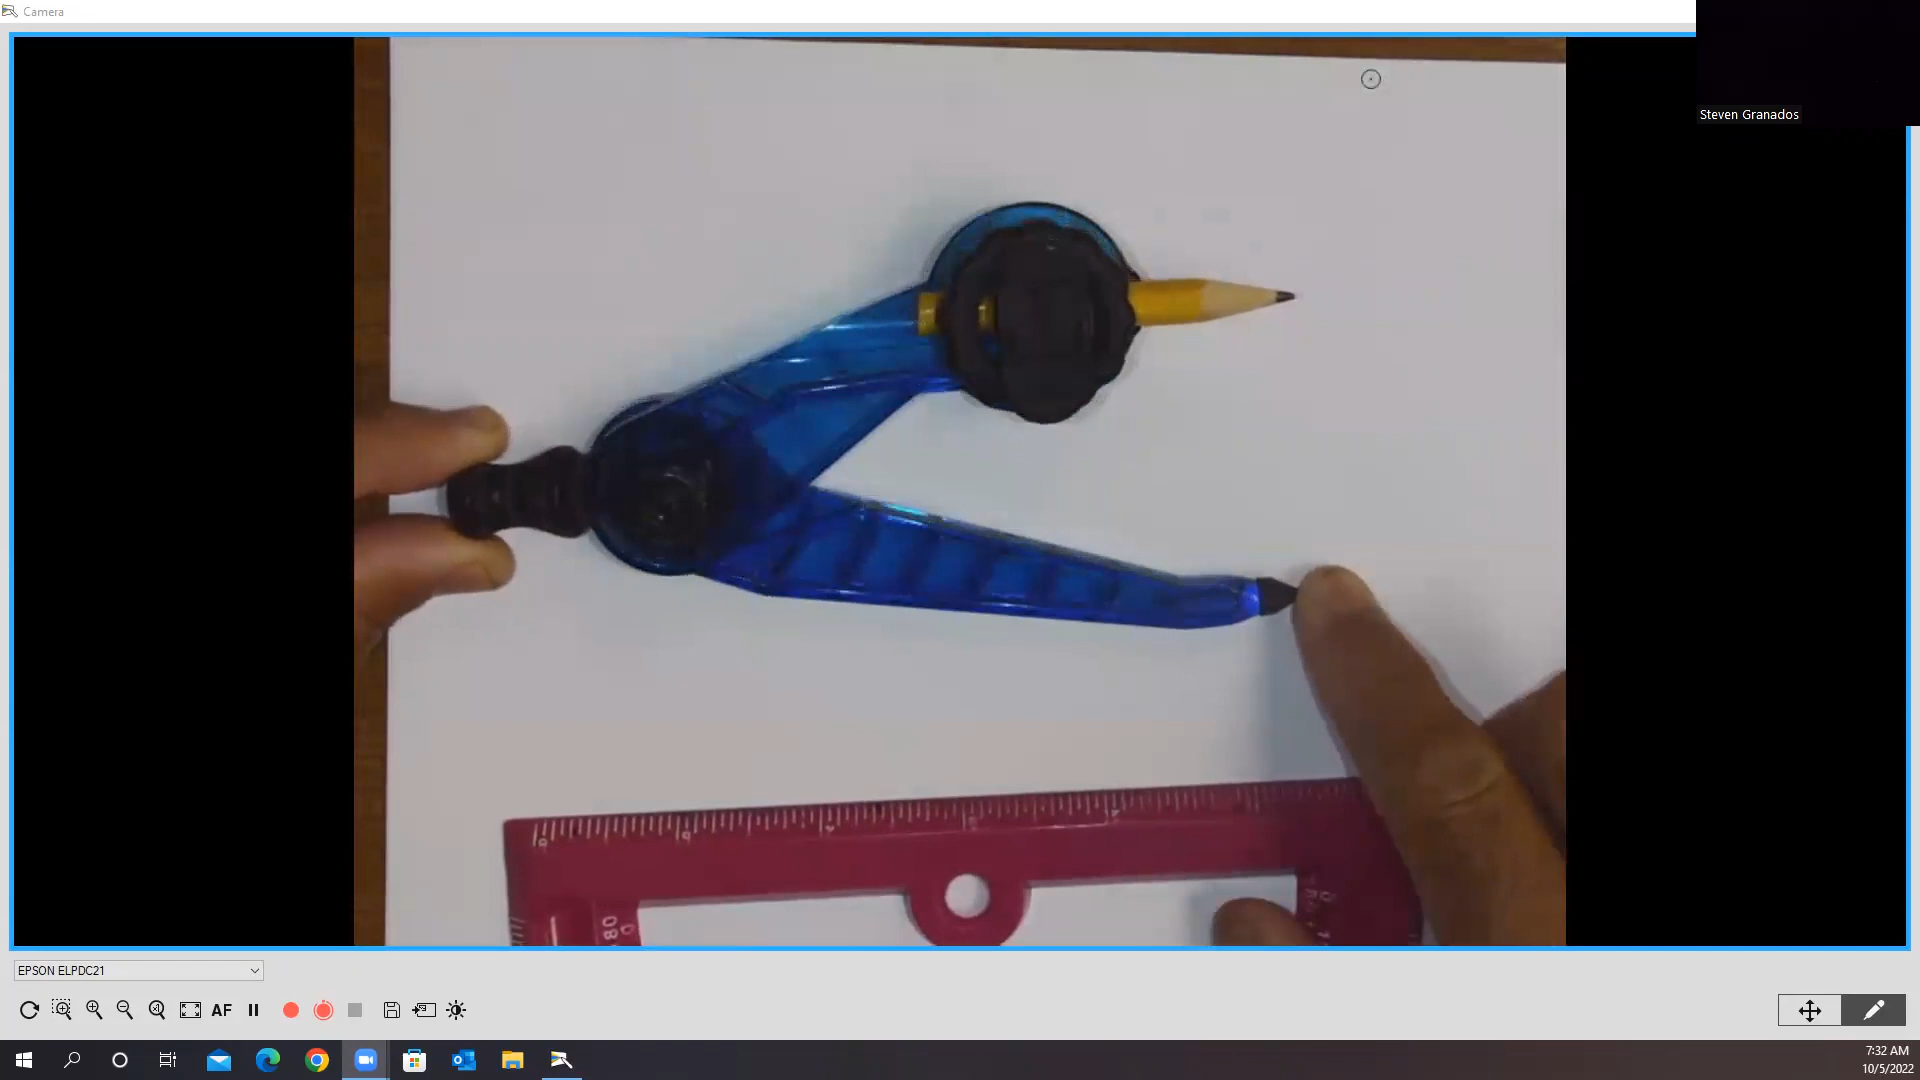 Camera
Steven Granados
EPSON ELPDC21
AF
7:32 AM
10/5/2022